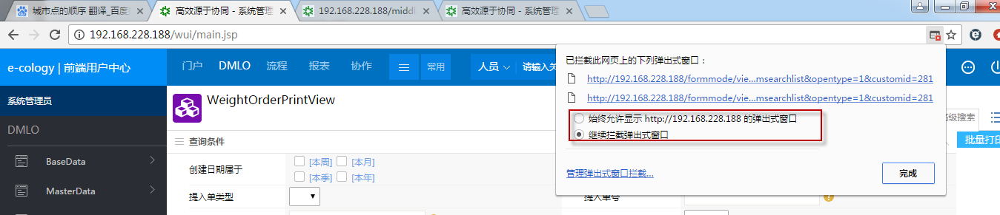 城市点的顺序 翻译_百度
高效源于协同 - 系统管理
192.168.228.188/middl
高效源于协同 - 系统管理
192.168.228.188/wui/main.jsp
e-cology | 前端用户中心
门户 DMLO 流程 报表 协作 常用 人员 请输入关
已拦截此网页上的下列弹出式窗口：
http://192.168.228.188/formmode/vie...msearchlist&opentype=1&customid=281
http://192.168.228.188/formmode/vie...msearchlist&opentype=1&customid=281
始终允许显示 http://192.168.228.188 的弹出式窗口
继续拦截弹出式窗口
管理弹出式窗口拦截...
完成
系统管理员
WeightOrderPrintView
高级搜索
DMLO
查询条件
批量打印
BaseData
创建日期属于
[本周] [本月]
[本季] [本年]
MasterData
提入单类型
提入单号